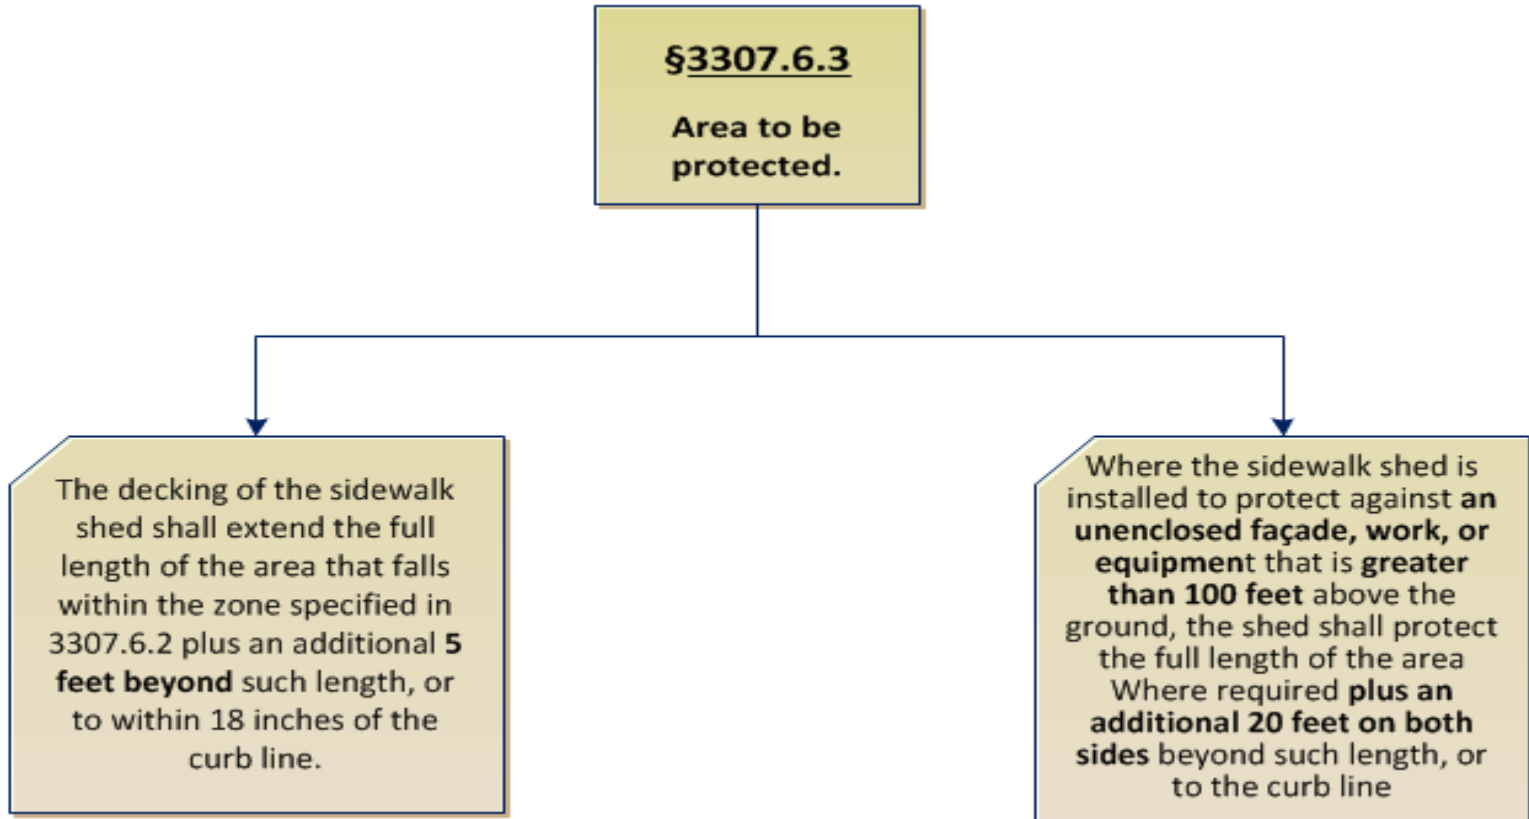 §3307.6.3
Area to be
protected.
The decking of the sidewalk
shed shall extend the full
length of the area that falls
within the zone specified in
3307.6.2 plus an additional 5
feet beyond such length, or
to within 18 inches of the
curb line.
Where the sidewalk shed is
installed to protect against an
unenclosed façade, work, or
equipment that is greater
than 100 feet above the
ground, the shed shall protect
the full length of the area
Where required plus an
additional 20 feet on both
sides beyond such length, or
to the curb line